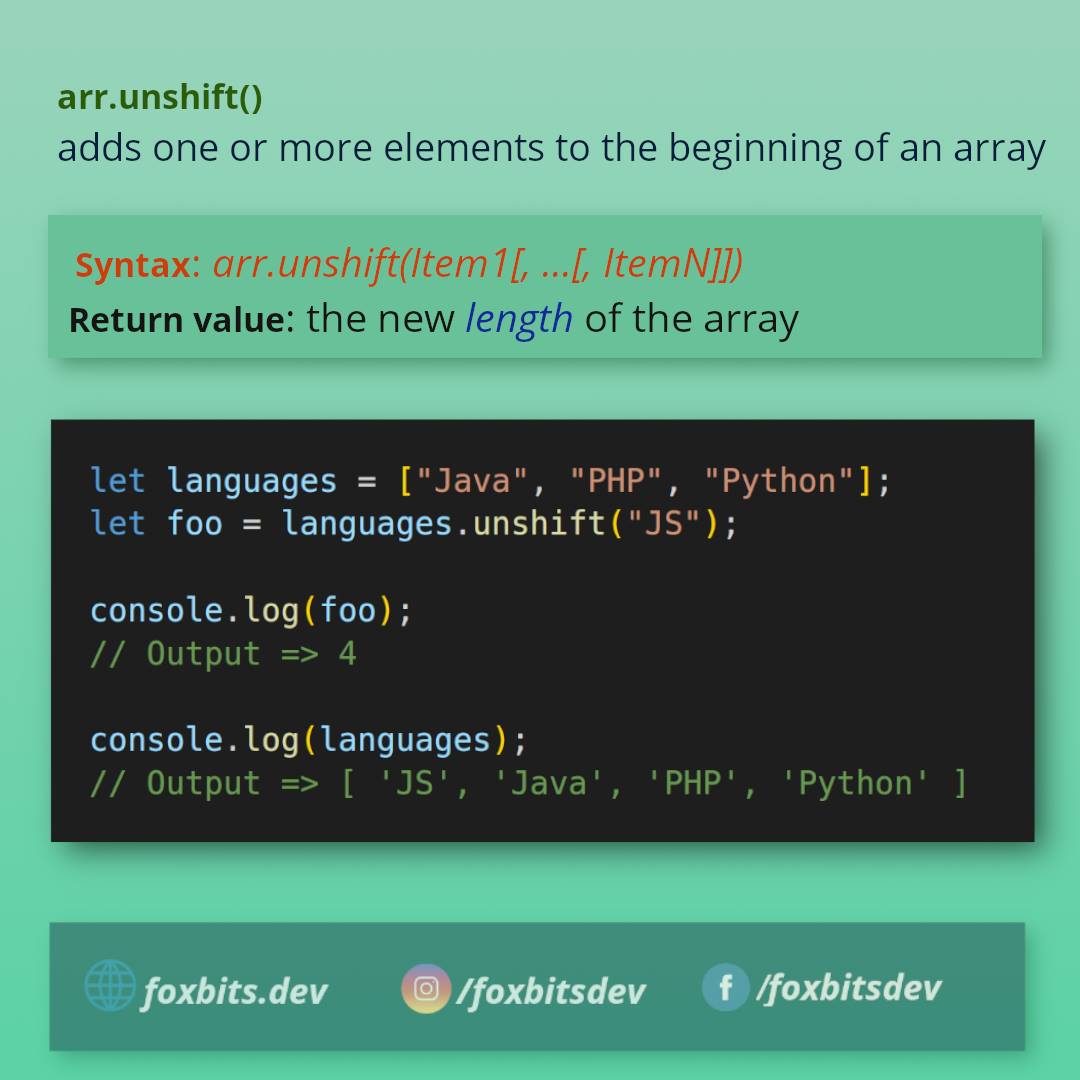 arr.unshift()
adds one or more elements to the beginning of an array
Syntax: arr.unshift(Item1[, ...[, ItemN]])
Return value: the new length of the array
let languages = ["Java", "PHP", "Python"];
let foo = languages.unshift("JS");
console.log(foo);
// Output => 4
console.log(languages);
// Output => [ 'JS', 'Java', 'PHP', 'Python' ]
foxbits.dev /foxbitsdev /foxbitsdev